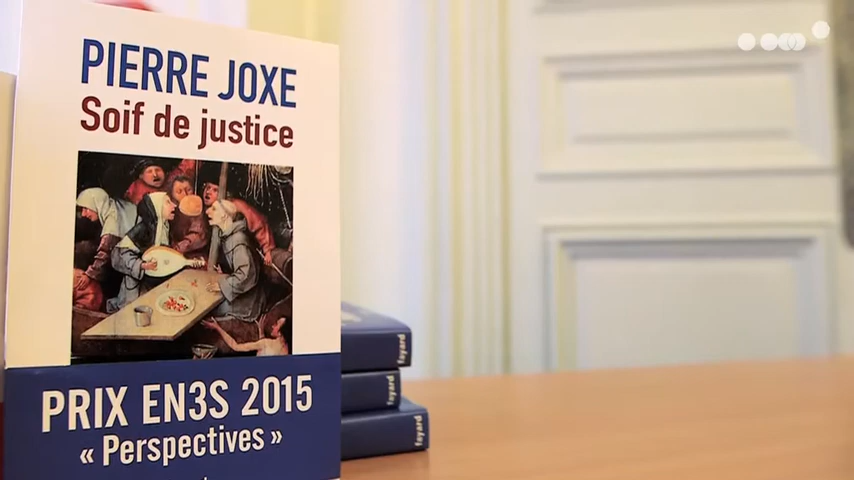 PIERRE JOXE
Soif de justice
PRIX EN3S 2015
« Perspectives »
fayard
fayard
fayard